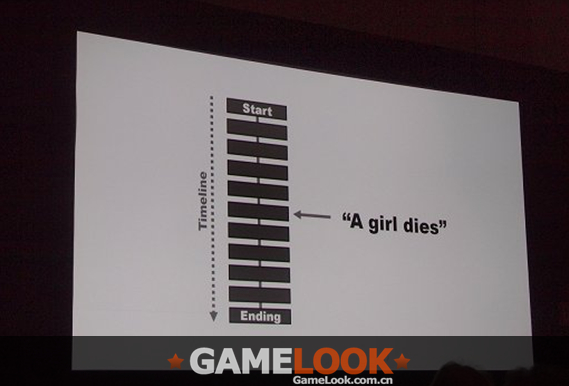 Start
Timeline
“A girl dies”
Ending
GAMELOOK
GameLook.com.cn